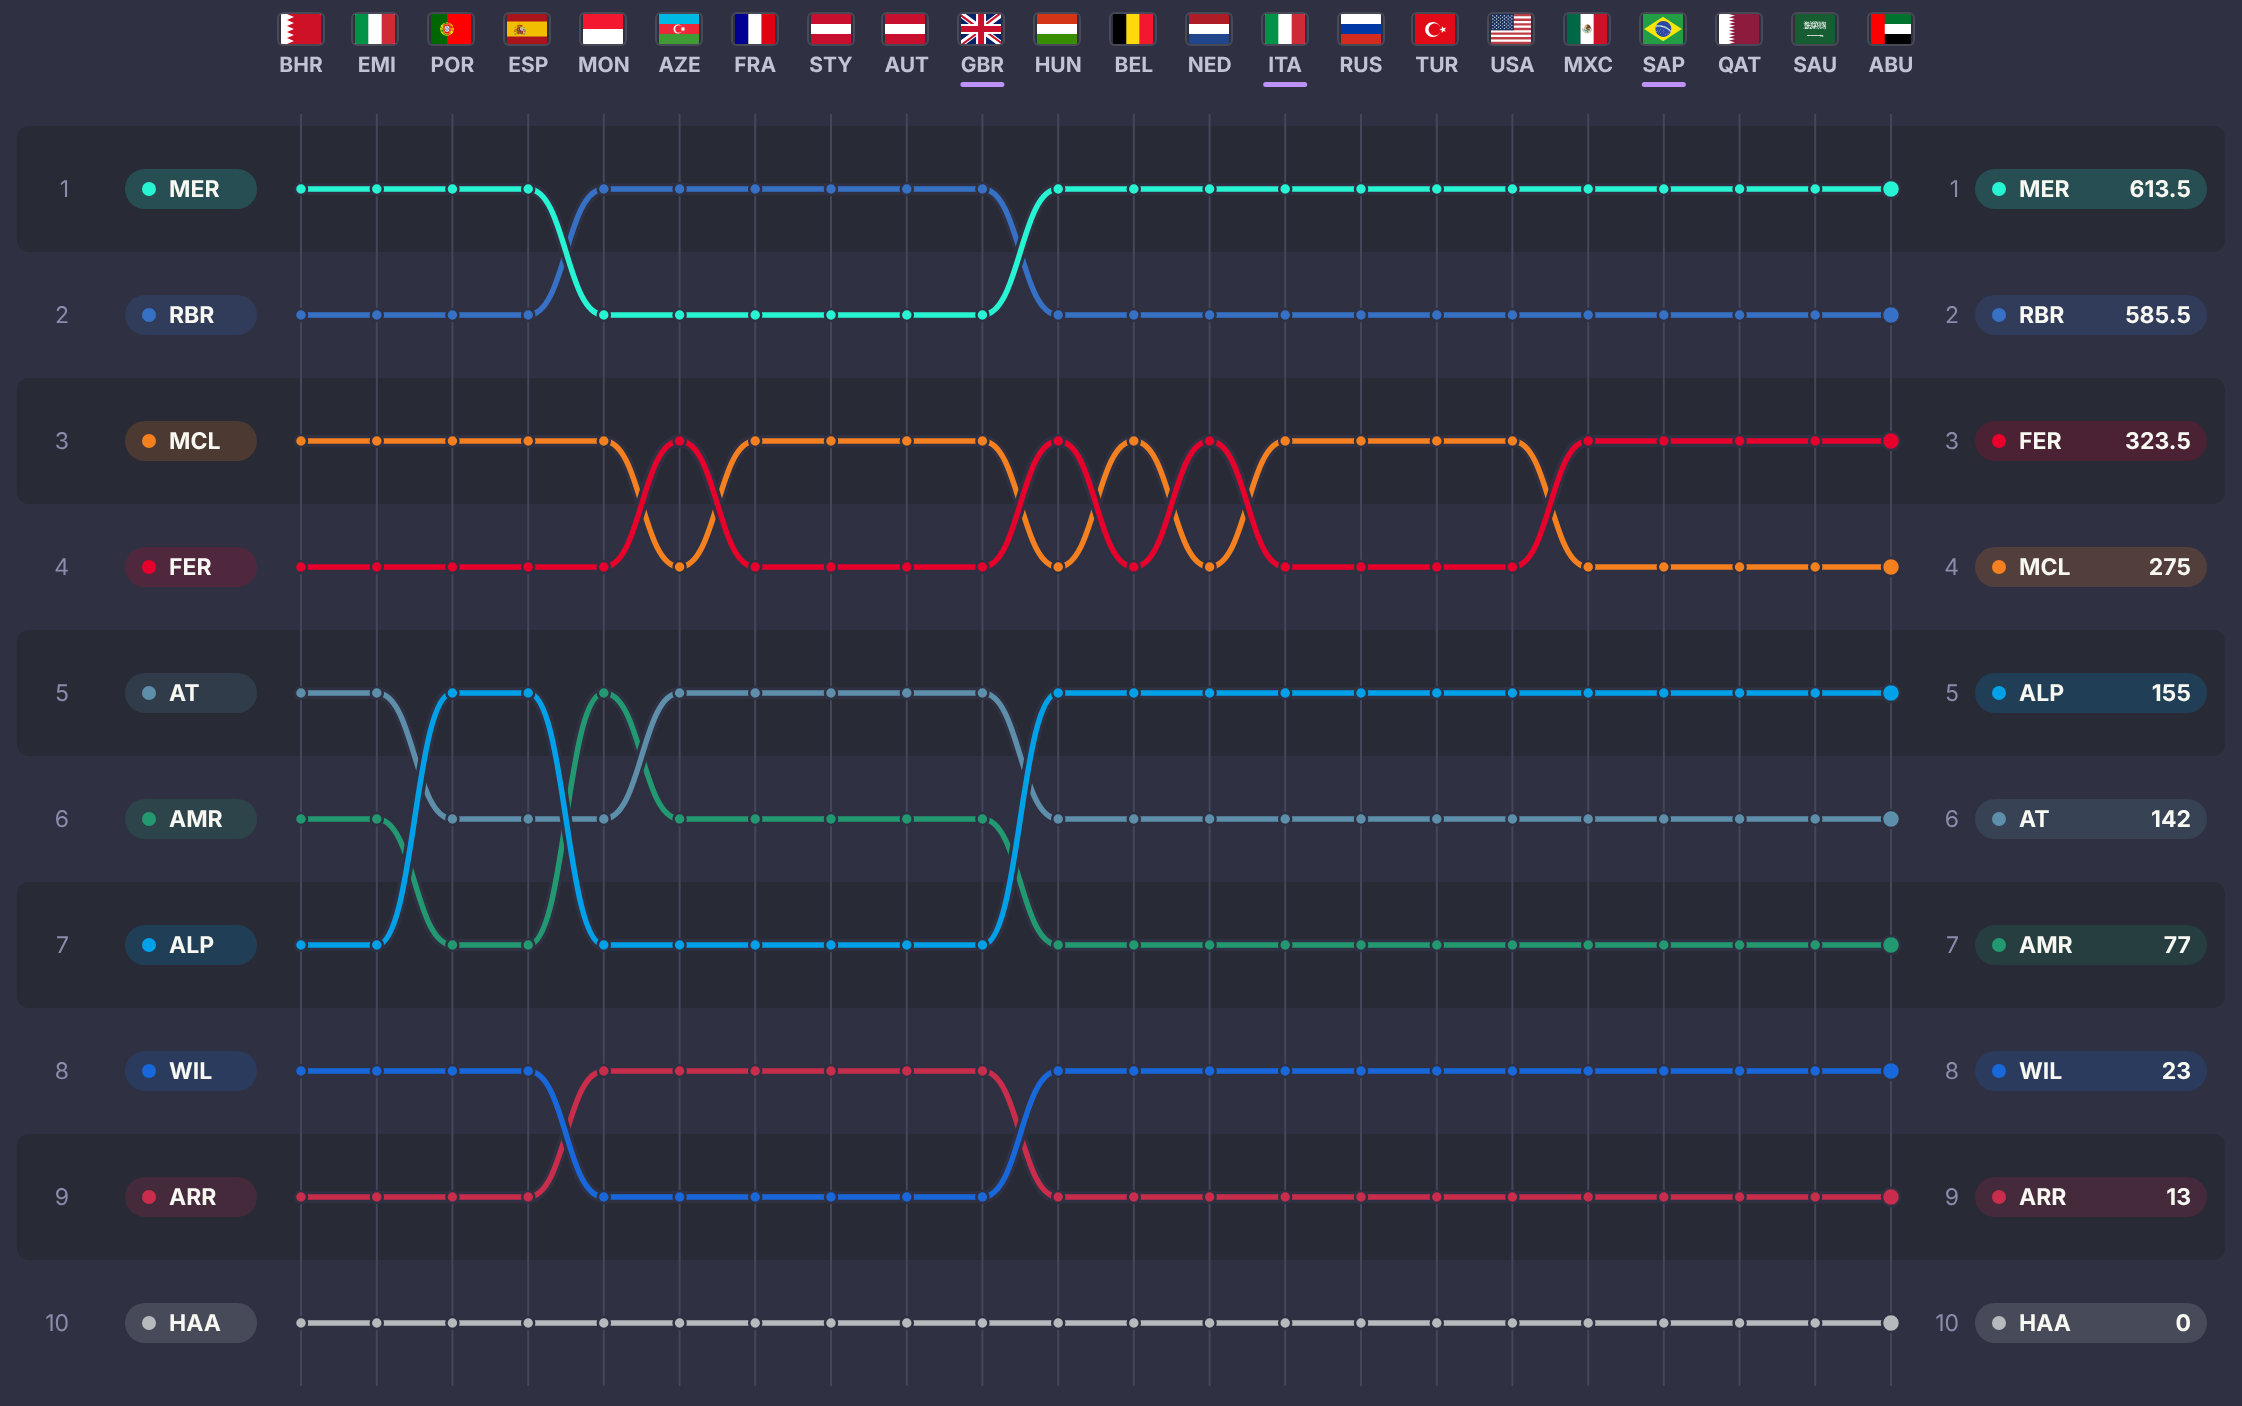 BHR EMI POR ESP MON AZE FRA STY AUT GBR HUN BEL NED ITA RUS TUR USA MXC SAP QAT SAU ABU
1 MER 1 MER 613.5
2 RBR 2 RBR 585.5
3 MCL 3 FER 323.5
4 FER 4 MCL 275
5 AT 5 ALP 155
6 AMR 6 AT 142
7 ALP 7 AMR 77
8 WIL 8 WIL 23
9 ARR 9 ARR 13
10 HAA 10 HAA 0